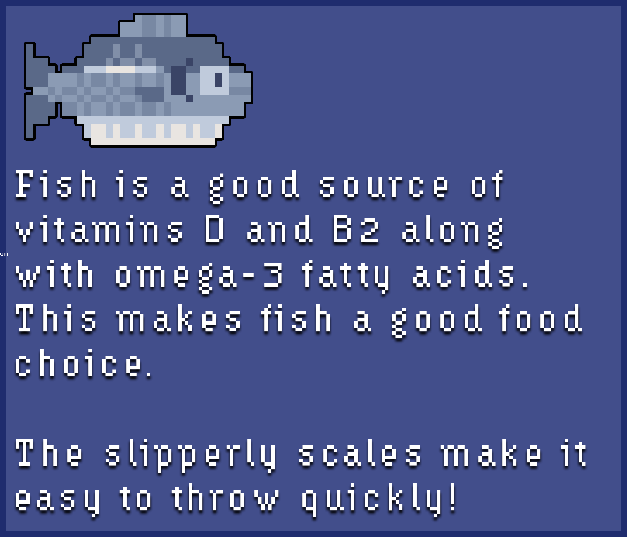 Fish is a good source of
vitamins D and B2 along
with omega-3 fatty acids.
This makes fish a good food
choice.
The slipperly scales make it
easy to throw quickly!